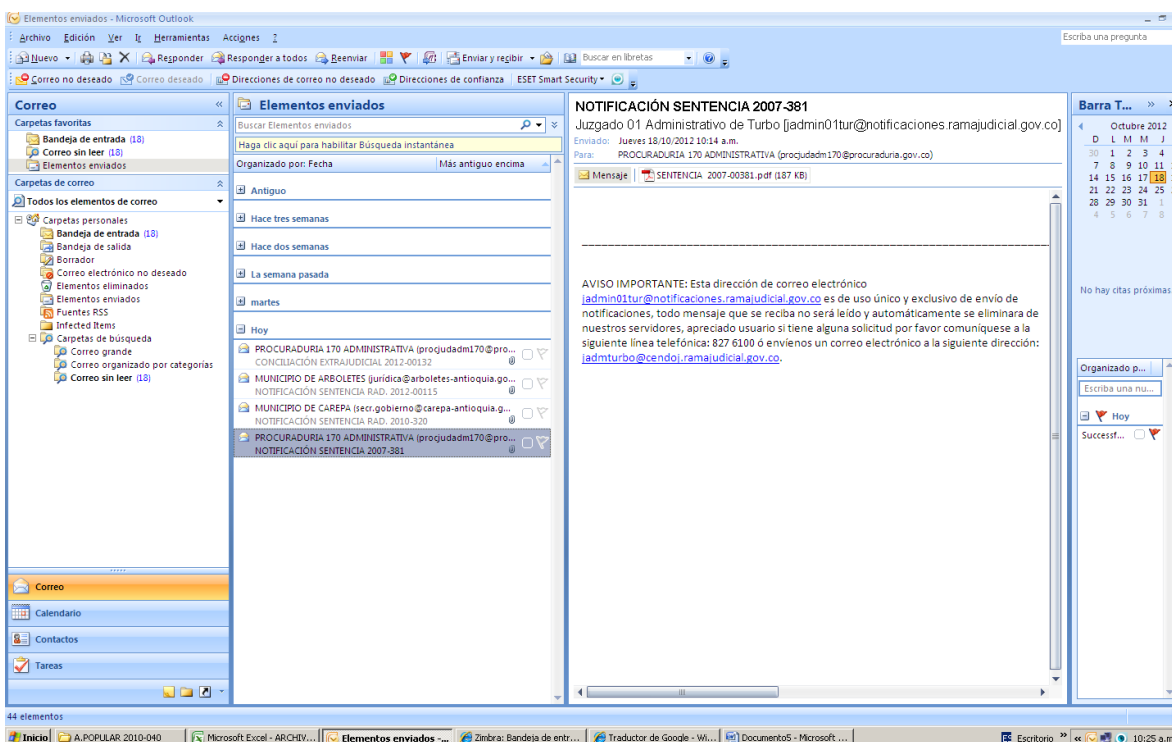 Elementos enviados - Microsoft Outlook
Archivo Edición Ver Ir Herramientas Acciones ?
Escriba una pregunta
Nuevo Responder Responder a todos Reenviar Enviar y recibir Buscar en libretas
Correo no deseado Correo deseado Direcciones de correo no deseado Direcciones de confianza ESET Smart Security
Correo
Carpetas favoritas
Bandeja de entrada (18)
Correo sin leer (18)
Elementos enviados
Carpetas de correo
Todos los elementos de correo
Carpetas personales
Bandeja de entrada (18)
Bandeja de salida
Borrador
Correo electrónico no deseado
Elementos eliminados
Elementos enviados
Fuentes RSS
Infected Items
Carpetas de búsqueda
Correo grande
Correo organizado por categorías
Correo sin leer (18)
Correo
Calendario
Contactos
Tareas
Elementos enviados
Buscar Elementos enviados
Haga clic aquí para habilitar Búsqueda instantánea
Organizado por: Fecha Más antiguo encima
Antiguo
Hace tres semanas
Hace dos semanas
La semana pasada
martes
Hoy
PROCURADURIA 170 ADMINISTRATIVA (procjudadm170@pro...
CONCILIACIÓN EXTRAJUDICIAL 2012-00132
MUNICIPIO DE ARBOLETES (jurídica@arboletes-antioquia.go...
NOTIFICACIÓN SENTENCIA RAD. 2012-00115
MUNICIPIO DE CAREPA (secr.gobierno@carepa-antioquia.g...
NOTIFICACIÓN SENTENCIA RAD. 2010-320
PROCURADURIA 170 ADMINISTRATIVA (procjudadm170@pro...
NOTIFICACIÓN SENTENCIA 2007-381
NOTIFICACIÓN SENTENCIA 2007-381
Juzgado 01 Administrativo de Turbo [jadmin01tur@notificaciones.ramajudicial.gov.co]
Enviado: Jueves 18/10/2012 10:14 a.m.
Para: PROCURADURIA 170 ADMINISTRATIVA (procjudadm170@procuraduria.gov.co)
Mensaje SENTENCIA 2007-00381.pdf (187 KB)
AVISO IMPORTANTE: Esta dirección de correo electrónico
jadmin01tur@notificaciones.ramajudicial.gov.co es de uso único y exclusivo de envío de
notificaciones, todo mensaje que se reciba no será leído y automáticamente se eliminara de
nuestros servidores, apreciado usuario si tiene alguna solicitud por favor comuníquese a la
siguiente línea telefónica: 827 6100 ó envíenos un correo electrónico a la siguiente dirección:
jadmturbo@cendoj.ramajudicial.gov.co.
Barra T...
Octubre 2012
D L M M J
30 1 2 3 4
7 8 9 10 11
14 15 16 17 18
21 22 23 24 25
28 29 30 31 1
4 5 6 7 8
No hay citas próximas
Organizado p...
Escriba una nu...
Hoy
Successf...
44 elementos
Inicio A.POPULAR 2010-040 Microsoft Excel - ARCHIV... Elementos enviados -... Zimbra: Bandeja de entr... Traductor de Google - Wi... Documento5 - Microsoft ... ES Escritorio 10:25 a.m